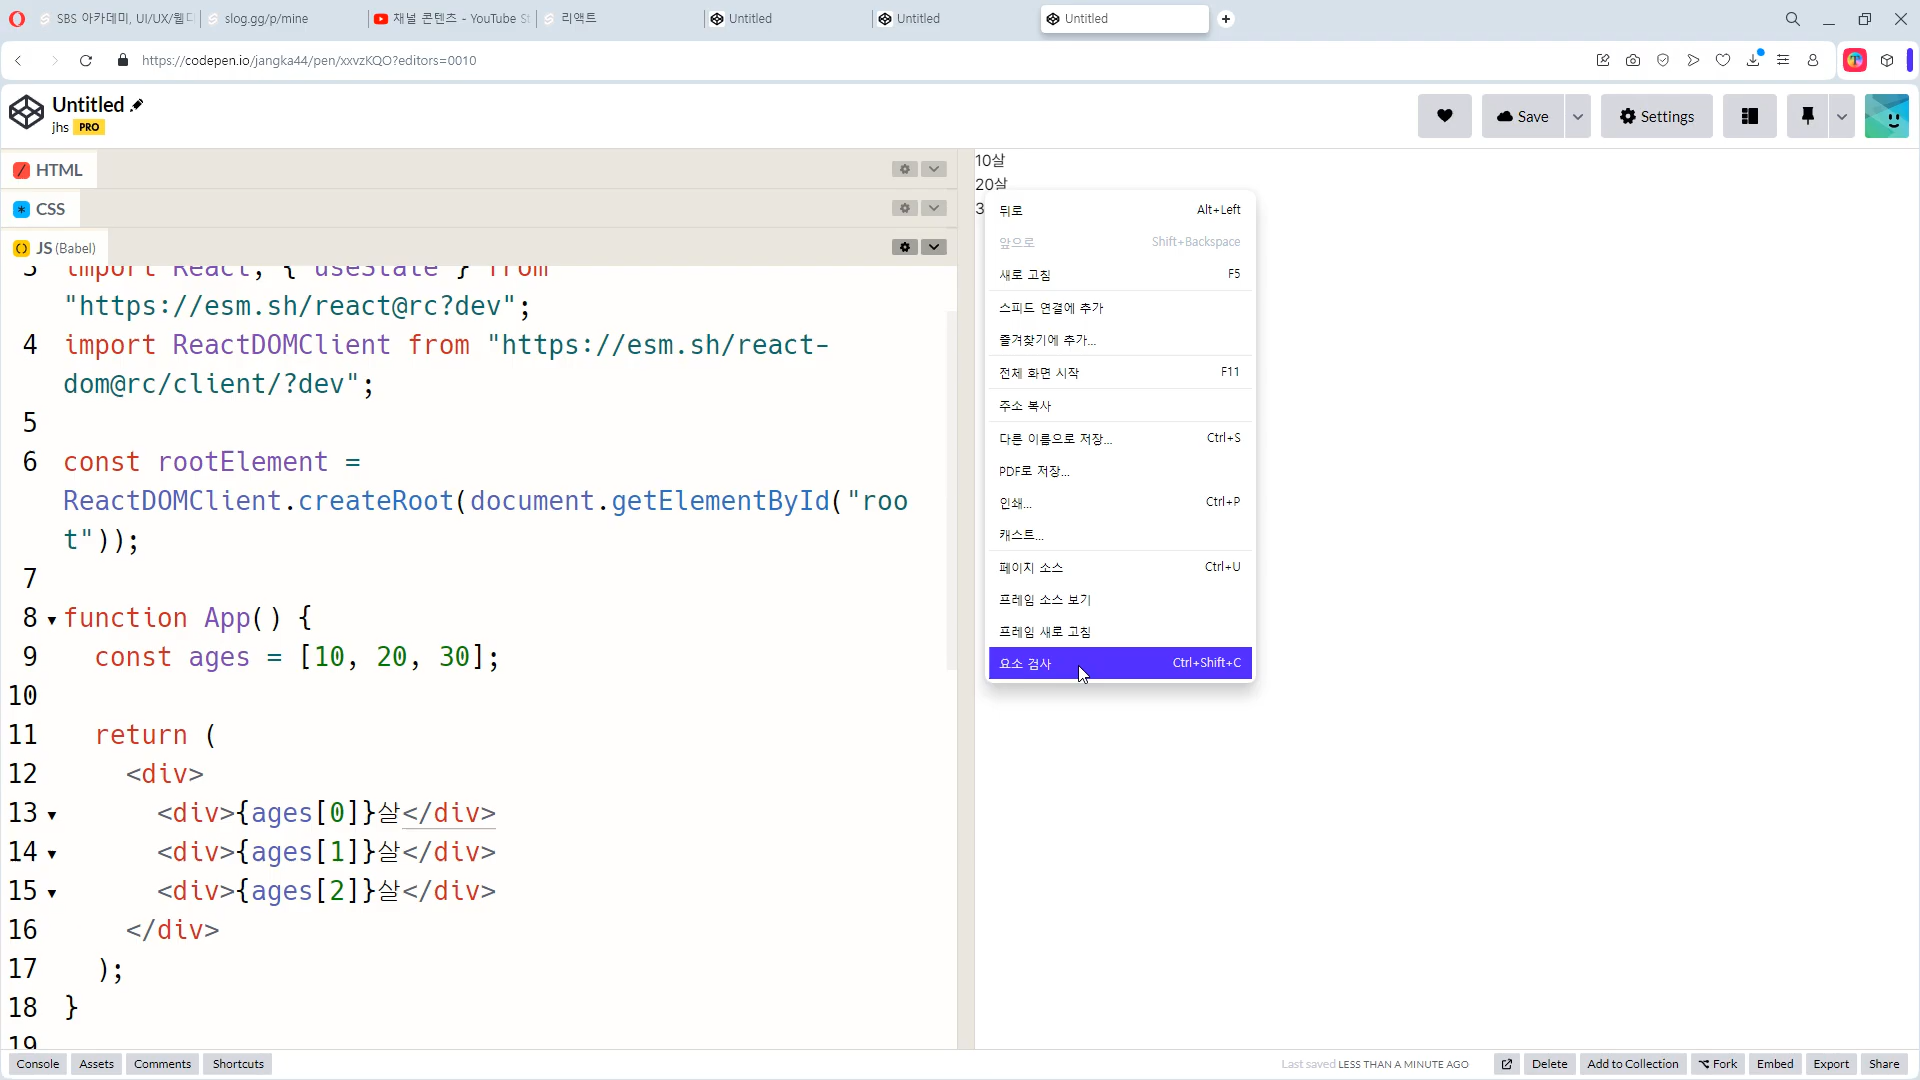 SBS 아카데미, UI/UX/웹디
slog.gg/p/mine
채널 콘텐츠 - YouTube St
리액트
Untitled
Untitled
Untitled
https://codepen.io/jangka44/pen/xxvzKQO?editors=0010
Untitled
jhs PRO
Save
Settings
HTML
CSS
JS (Babel)
3 import React, { useState } from
"https://esm.sh/react@rc?dev";
4 import ReactDOMClient from "https://esm.sh/react-
dom@rc/client/?dev";
5
6 const rootElement =
ReactDOMClient.createRoot(document.getElementById("roo
t"));
7
8 function App() {
9 const ages = [10, 20, 30];
10
11 return (
12 <div>
13 <div>{ages[0]}살</div>
14 <div>{ages[1]}살</div>
15 <div>{ages[2]}살</div>
16 </div>
17 );
18 }
19
10살
20살
3
뒤로 Alt+Left
앞으로 Shift+Backspace
새로 고침 F5
스피드 연결에 추가
즐겨찾기에 추가...
전체 화면 시작 F11
주소 복사
다른 이름으로 저장... Ctrl+S
PDF로 저장...
인쇄... Ctrl+P
캐스트...
페이지 소스 Ctrl+U
프레임 소스 보기
프레임 새로 고침
요소 검사 Ctrl+Shift+C
Console
Assets
Comments
Shortcuts
Last saved LESS THAN A MINUTE AGO
Delete
Add to Collection
Fork
Embed
Export
Share